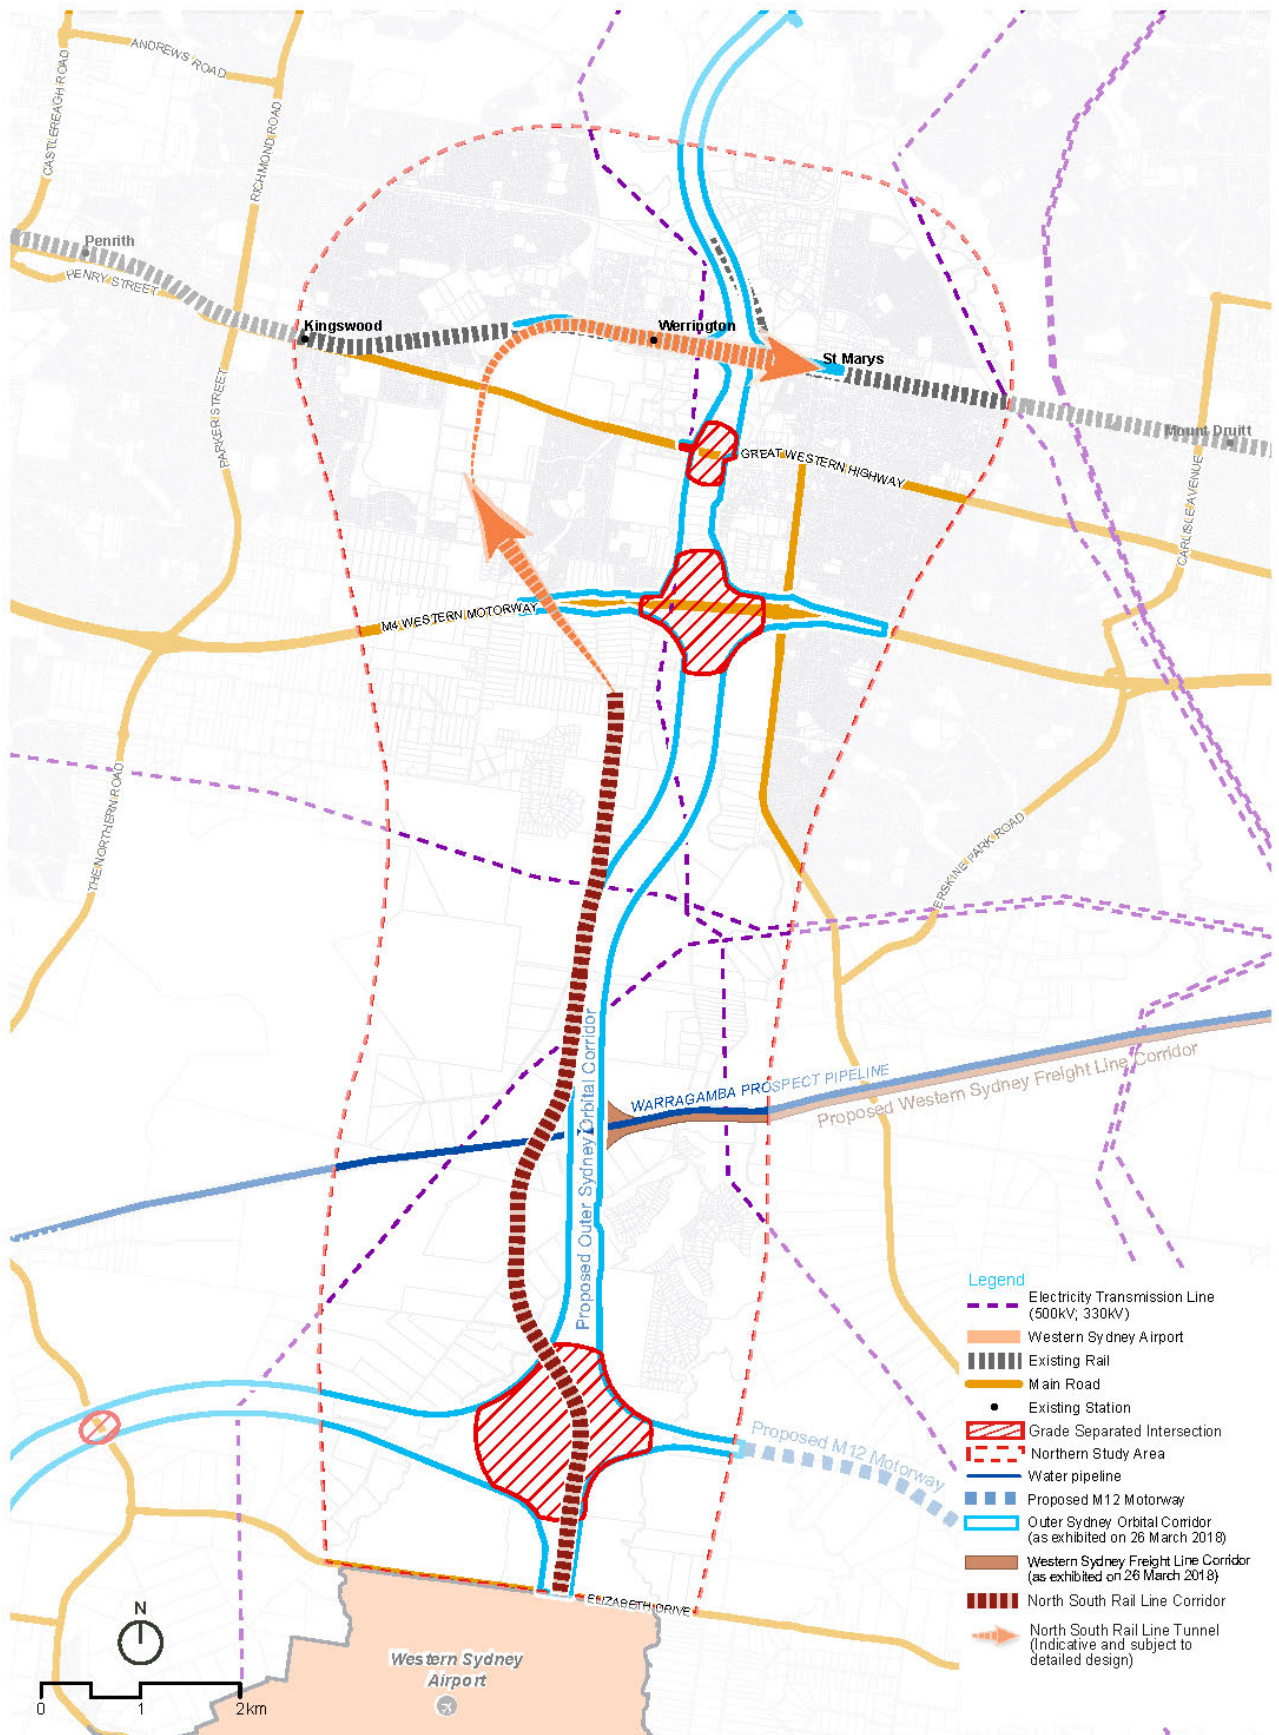 ANDREWS ROAD
CASTLEREAGH ROAD
RICHMOND ROAD
Penrith
HENRY STREET
Kingswood
Werrington
St Marys
Mount Druitt
PARKER STREET
GREAT WESTERN HIGHWAY
CARLISLE AVENUE
M4 WESTERN MOTORWAY
THE NORTHERN ROAD
ERSKINE PARK ROAD
Proposed Outer Sydney Orbital Corridor
WARRAGAMBA PROSPECT PIPELINE
Proposed Western Sydney Freight Line Corridor
Proposed M12 Motorway
ELIZABETH DRIVE
Western Sydney
Airport
N
0 1 2km
Legend
Electricity Transmission Line
(500kV; 330kV)
Western Sydney Airport
Existing Rail
Main Road
Existing Station
Grade Separated Intersection
Northern Study Area
Water pipeline
Proposed M12 Motorway
Outer Sydney Orbital Corridor
(as exhibited on 26 March 2018)
Western Sydney Freight Line Corridor
(as exhibited on 26 March 2018)
North South Rail Line Corridor
North South Rail Line Tunnel
(Indicative and subject to
detailed design)